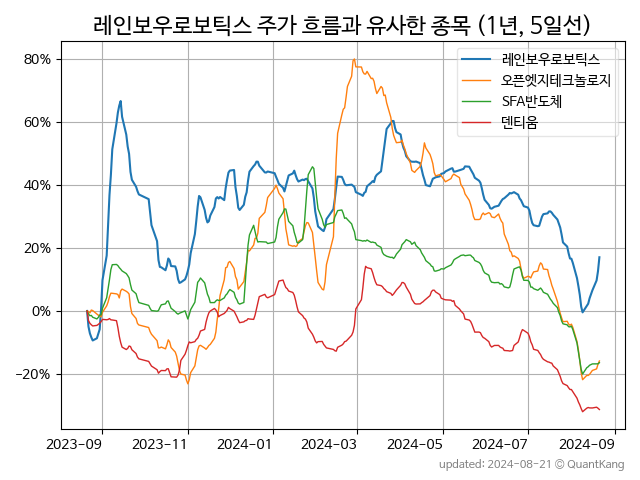 레인보우로보틱스 주가 흐름과 유사한 종목 (1년, 5일선)
레인보우로보틱스
오픈엣지테크놀로지
SFA반도체
덴티움
80%
60%
40%
20%
0%
−20%
2023-09
2023-11
2024-01
2024-03
2024-05
2024-07
2024-09
updated: 2024-08-21 © QuantKang